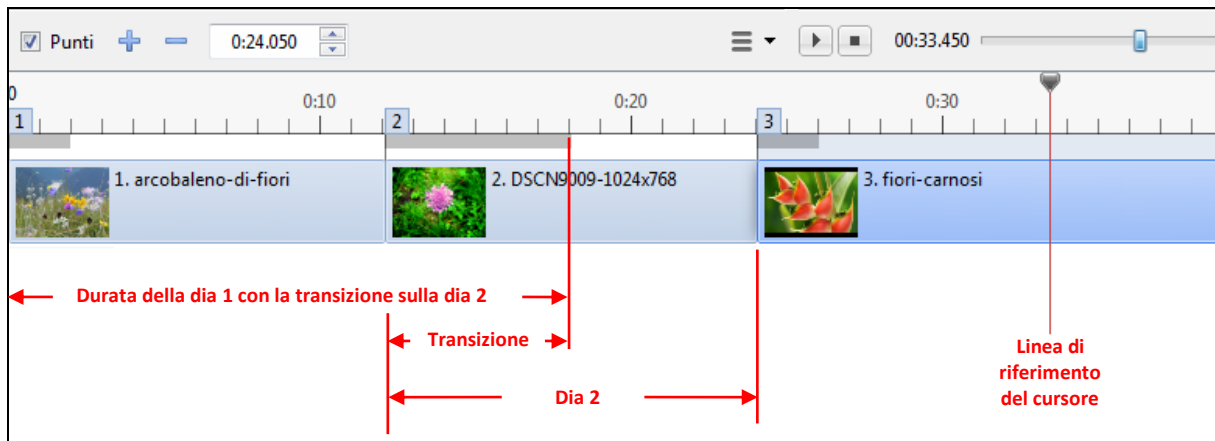 Punti 0:24.050 00:33.450
0 0:10 0:20 0:30
1 2 3
1. arcobaleno-di-fiori 2. DSCN9009-1024x768 3. fiori-carnosi
Durata della dia 1 con la transizione sulla dia 2
Transizione
Linea di
riferimento
del cursore
Dia 2